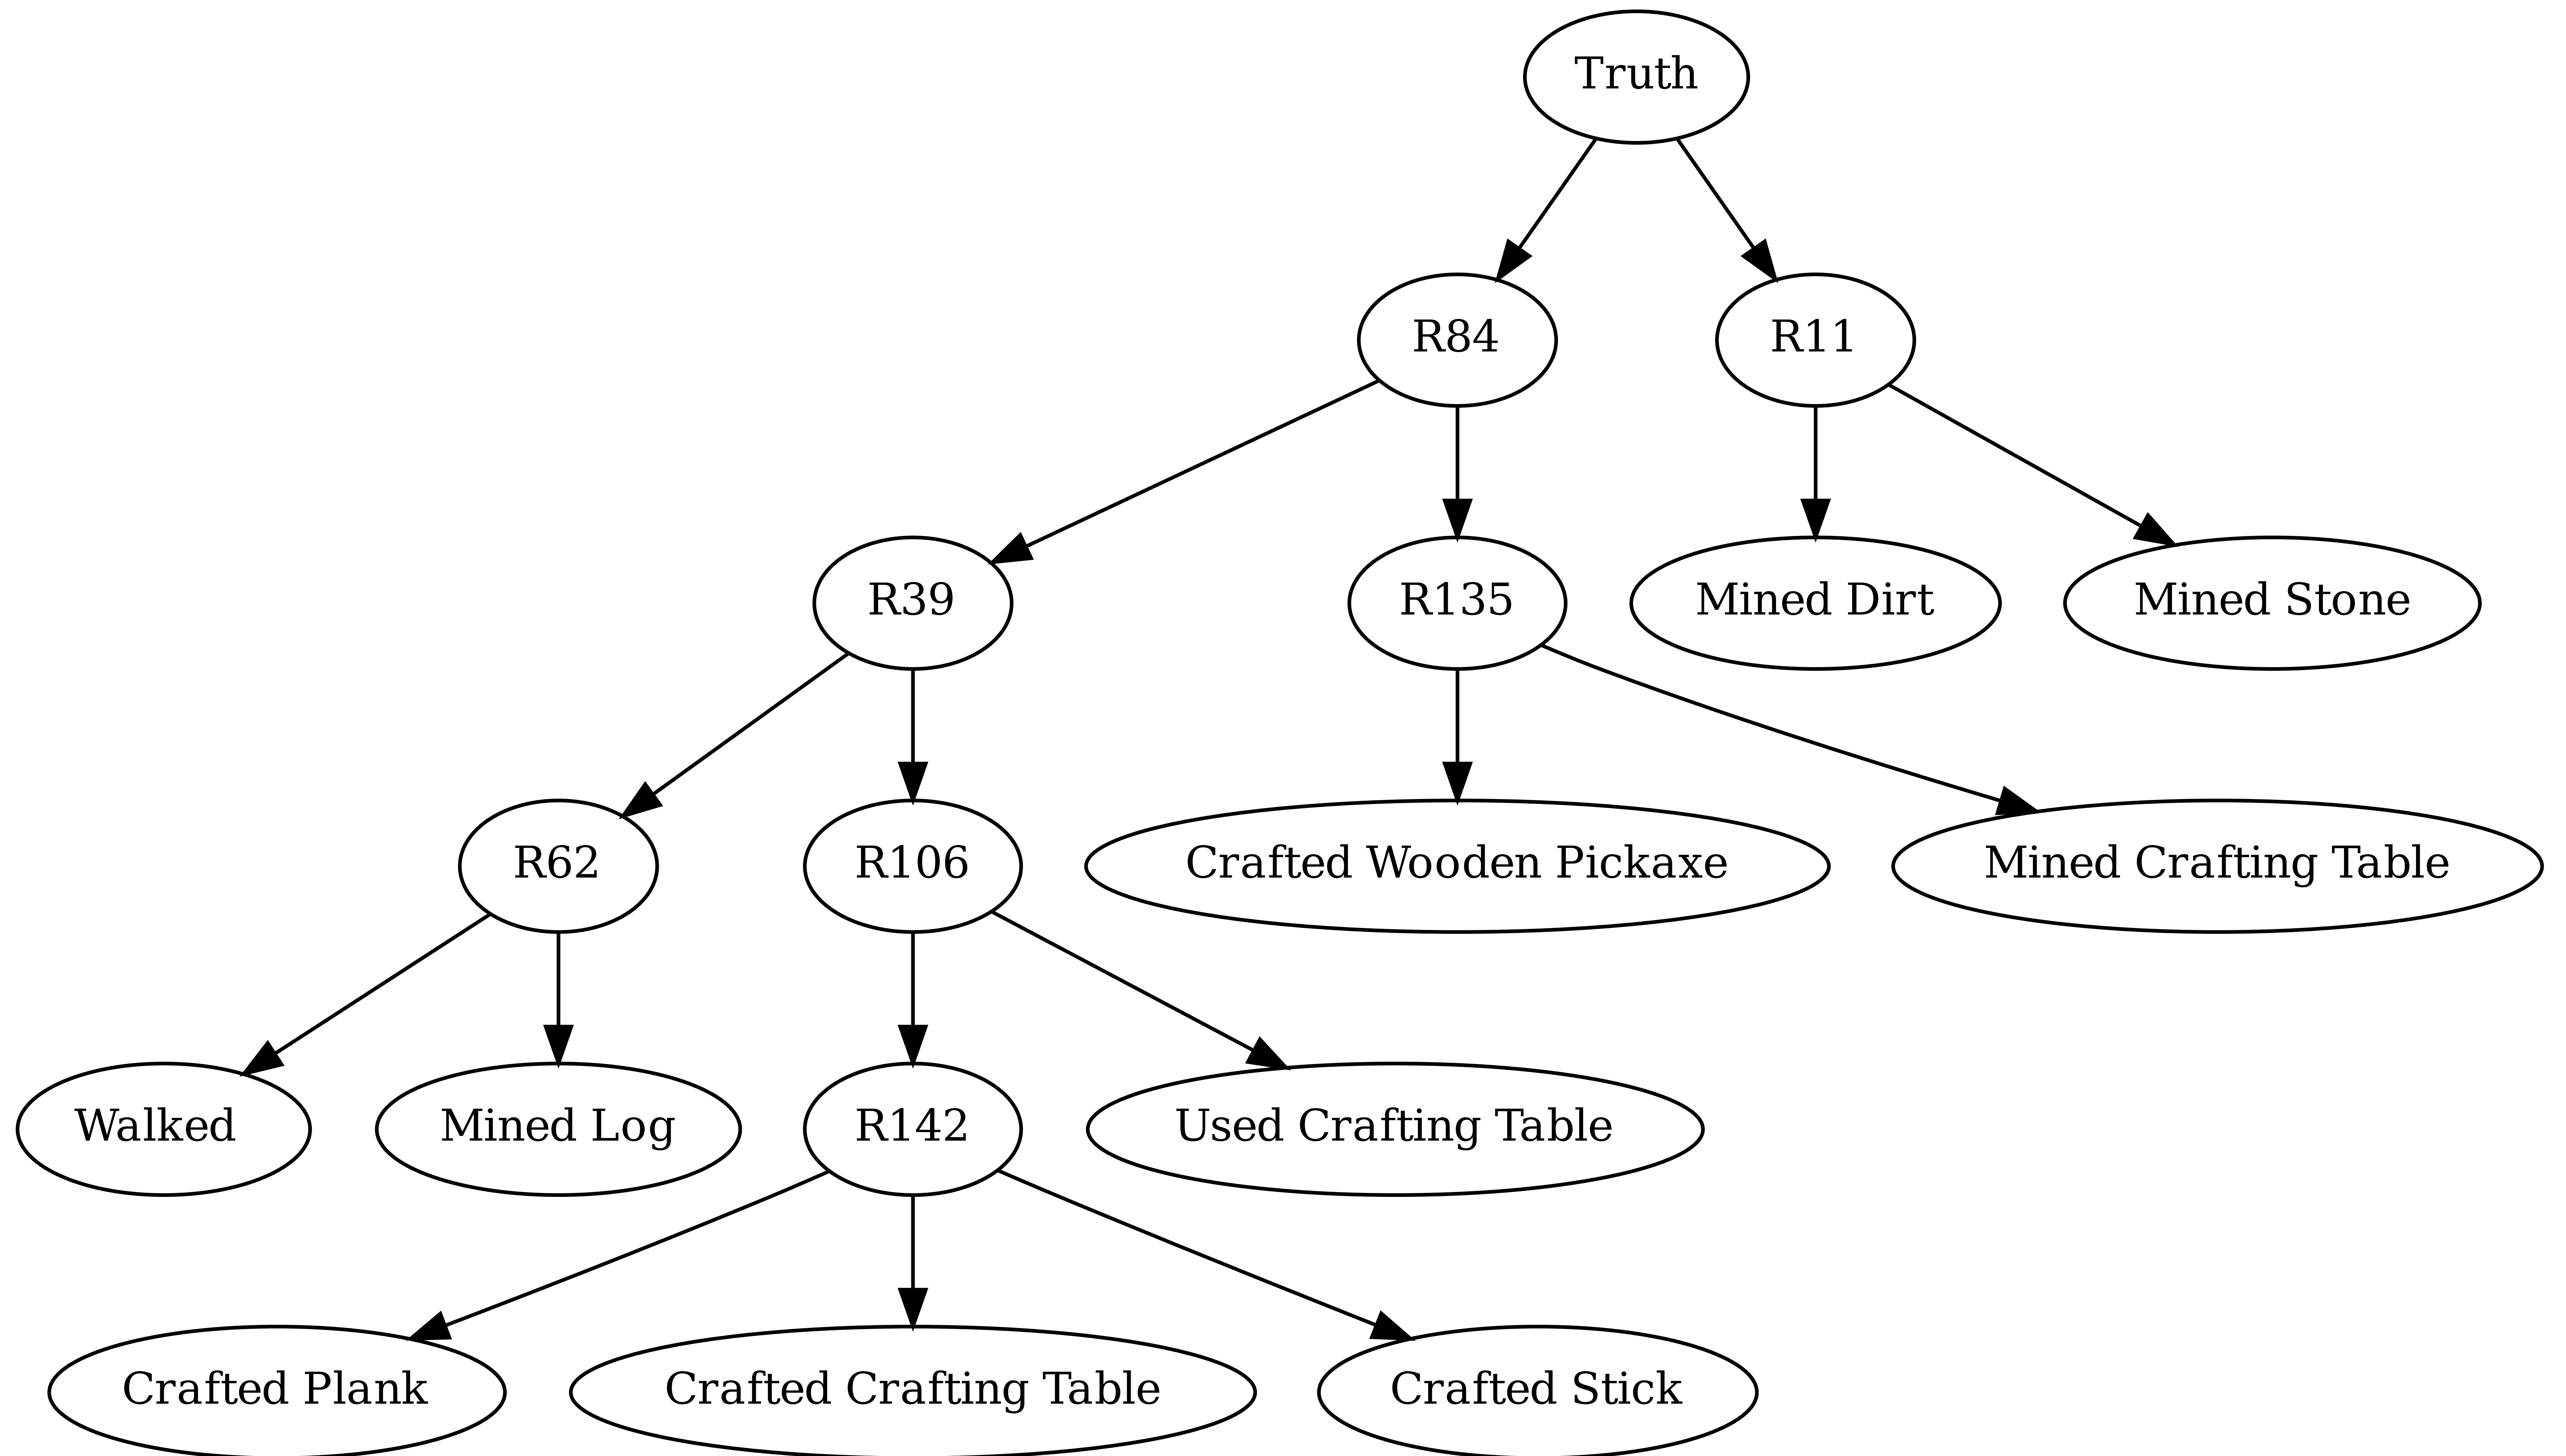 Truth
R84
R11
R39
R135
Mined Dirt
Mined Stone
R62
R106
Crafted Wooden Pickaxe
Mined Crafting Table
Walked
Mined Log
R142
Used Crafting Table
Crafted Plank
Crafted Crafting Table
Crafted Stick